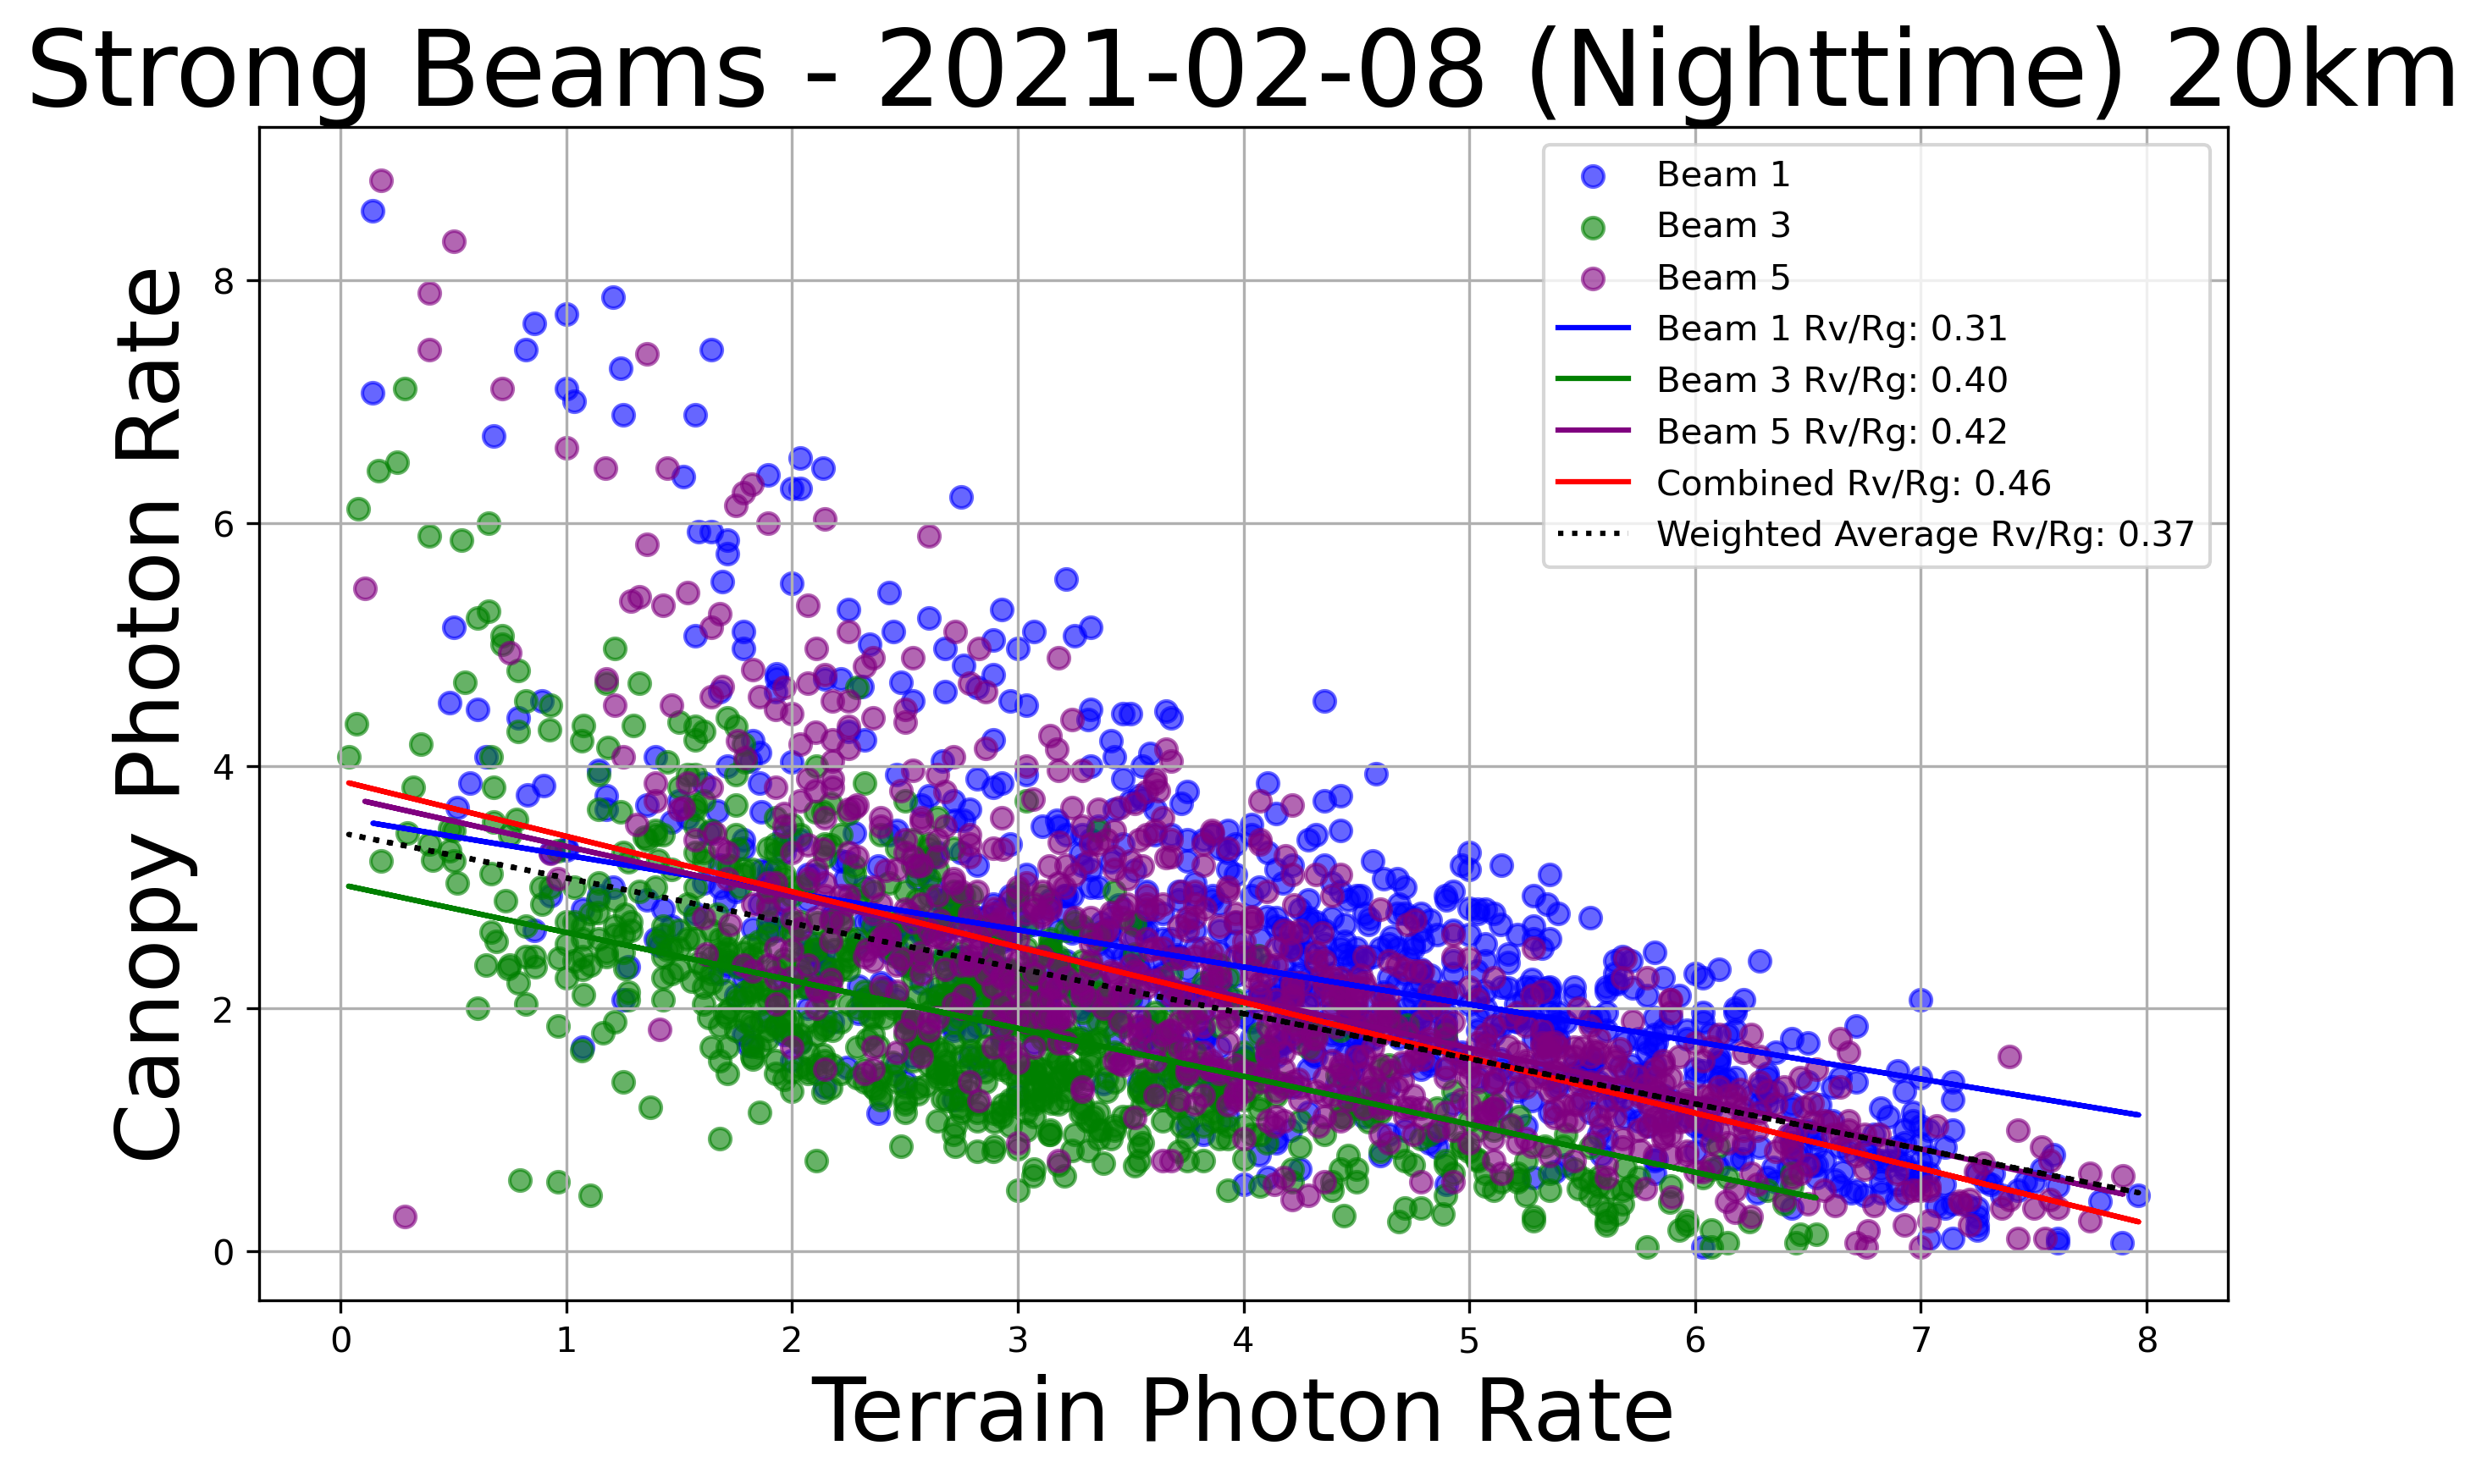 Strong Beams - 2021-02-08 (Nighttime) 20km
Canopy Photon Rate
8
6
4
2
0
Beam 1
Beam 3
Beam 5
Beam 1 Rv/Rg: 0.31
Beam 3 Rv/Rg: 0.40
Beam 5 Rv/Rg: 0.42
Combined Rv/Rg: 0.46
Weighted Average Rv/Rg: 0.37
0 1 2 3 4 5 6 7 8
Terrain Photon Rate